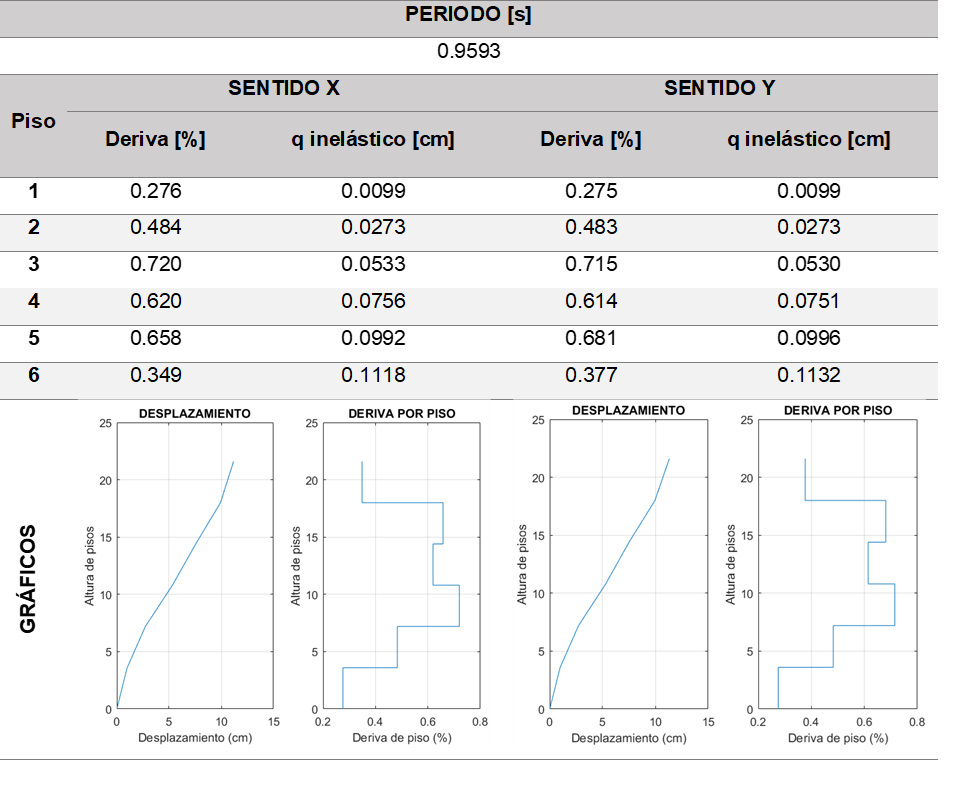 PERIODO [s]
0.9593
Piso SENTIDO X SENTIDO Y
Deriva [%] q inelástico [cm] Deriva [%] q inelástico [cm]
1 0.276 0.0099 0.275 0.0099
2 0.484 0.0273 0.483 0.0273
3 0.720 0.0533 0.715 0.0530
4 0.620 0.0756 0.614 0.0751
5 0.658 0.0992 0.681 0.0996
6 0.349 0.1118 0.377 0.1132
GRÁFICOS
DESPLAZAMIENTO
25
20
15
10
5
0
0 5 10 15
Altura de pisos
Desplazamiento (cm)
DERIVA POR PISO
25
20
15
10
5
0
0.2 0.4 0.6 0.8
Altura de pisos
Deriva de piso (%)
DESPLAZAMIENTO
25
20
15
10
5
0
0 5 10 15
Altura de pisos
Desplazamiento (cm)
DERIVA POR PISO
25
20
15
10
5
0
0.2 0.4 0.6 0.8
Altura de pisos
Deriva de piso (%)